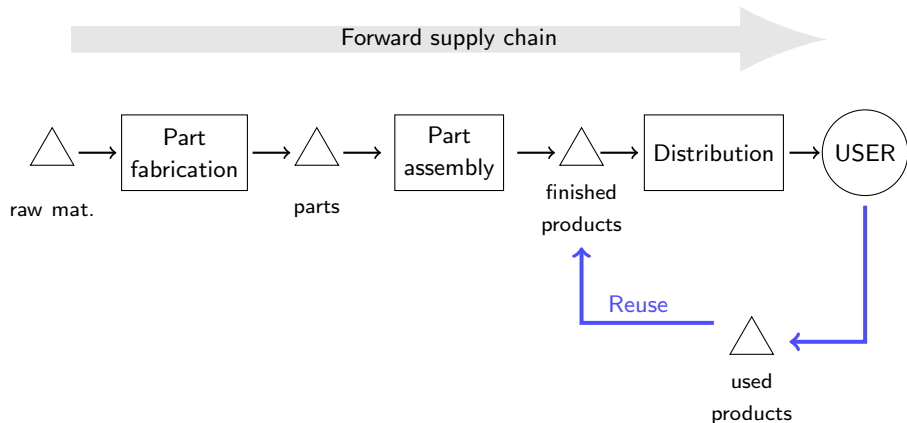 Forward supply chain
Part
fabrication
Part
assembly
Distribution
USER
raw mat.
parts
finished
products
Reuse
used
products